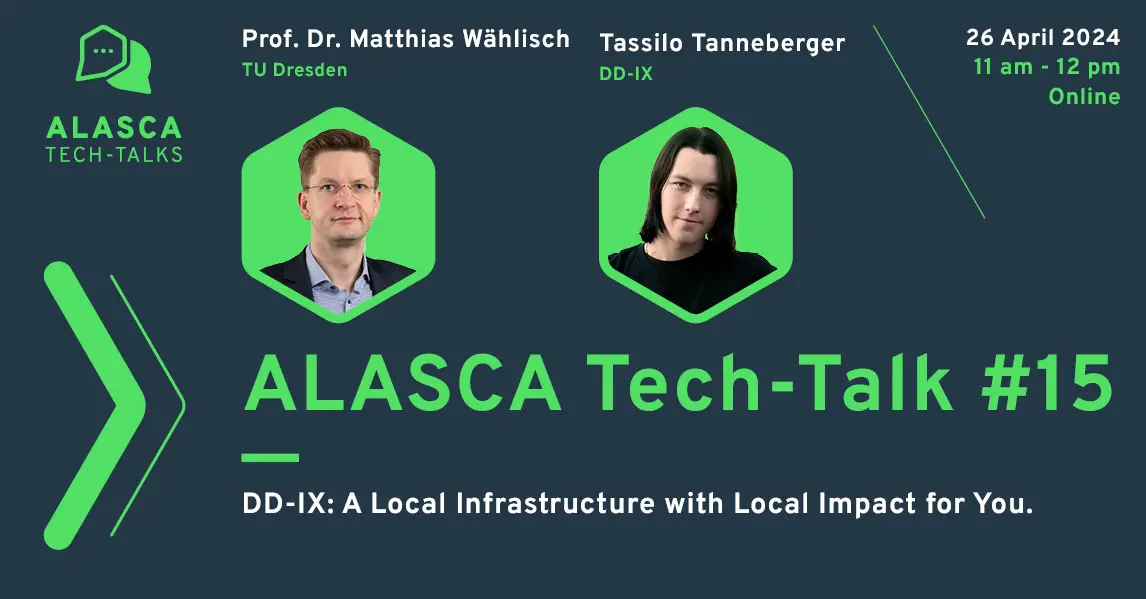 ALASCA
TECH-TALKS
Prof. Dr. Matthias Wählisch
TU Dresden
Tassilo Tanneberger
DD-IX
26 April 2024
11 am - 12 pm
Online
ALASCA Tech-Talk #15
DD-IX: A Local Infrastructure with Local Impact for You.